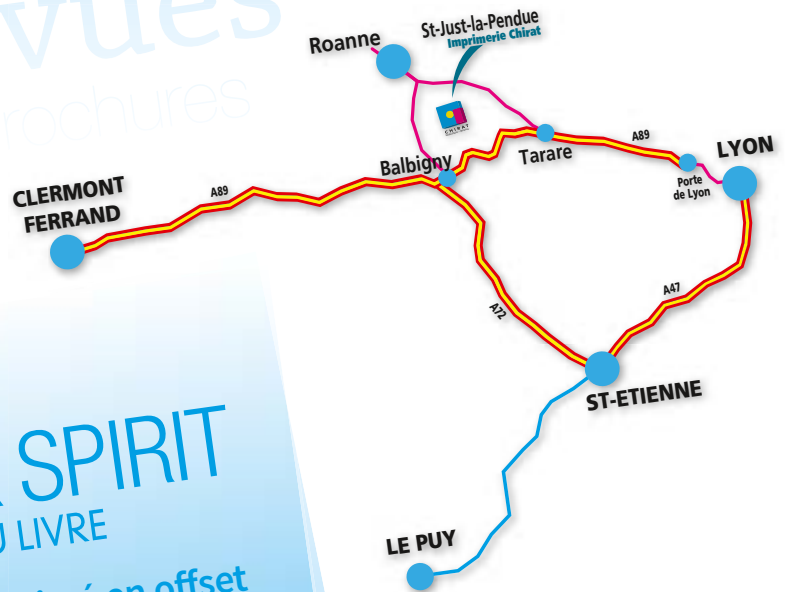 vues
rochures
St-Just-la-Pendue
Imprimerie Chirat
Roanne
CHIRAT
Balbigny
Tarare
A89
LYON
Porte
de Lyon
CLERMONT
FERRAND
A89
A47
A72
ST-ETIENNE
SPIRIT
LIVRE
LE PUY
en offset